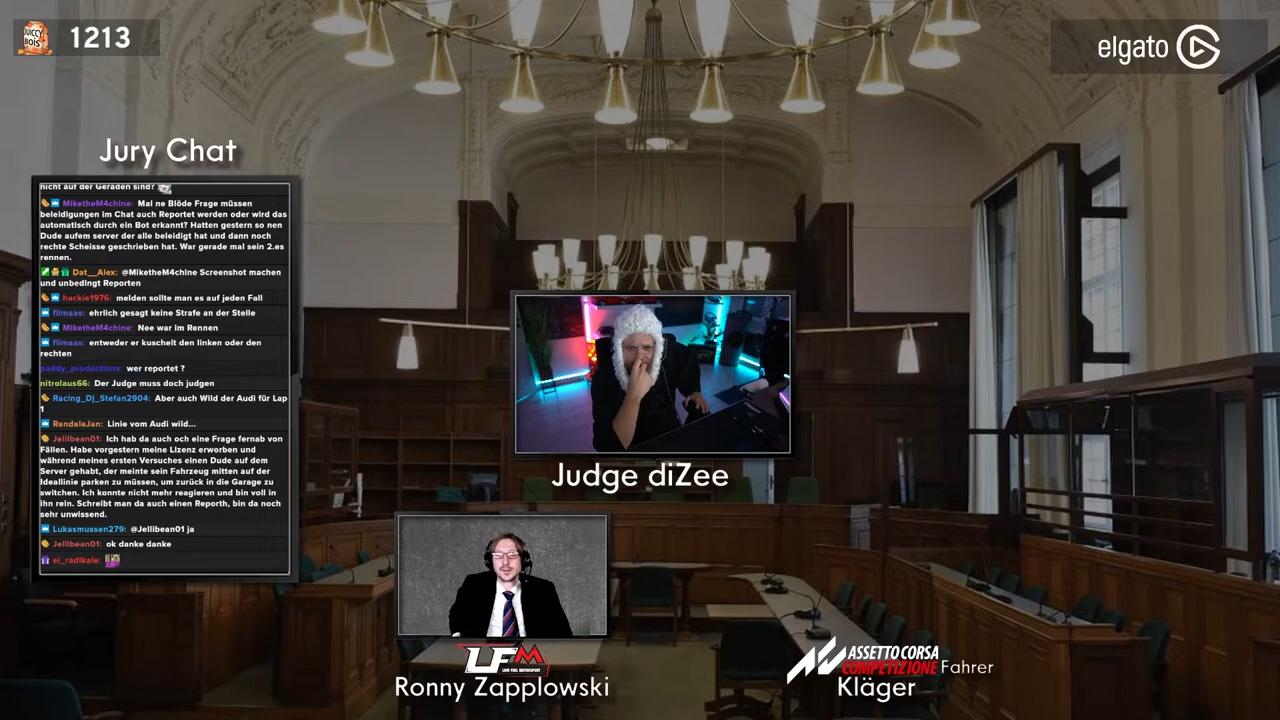 JUICCY
BOIS
1213
elgato
Jury Chat
nicht auf der Geraden sind?
MiketheM4chine: Mal ne Blöde Frage müssen
beleidigungen im Chat auch Reportet werden oder wird das
automatisch durch ein Bot erkannt? Hatten gestern so nen
Dude aufem server der alle beleidigt hat und dann noch
rechte Scheisse geschrieben hat. War gerade mal sein 2.es
rennen.
Dat__Alex: @MiketheM4chine Screenshot machen
und unbedingt Reporten
hackie1976: melden sollte man es auf jeden Fall
flimaas: ehrlich gesagt keine Strafe an der Stelle
MiketheM4chine: Nee war im Rennen
flimaas: entweder er kuschelt den linken oder den
rechten
paddy_productions: wer reportet ?
nitrolaus66: Der Judge muss doch judgen
Racing_Dj_Stefan2904: Aber auch Wild der Audi für Lap
1
RandaleJan: Linie vom Audi wild...
Jellibean01: Ich hab da auch och eine Frage fernab von
Fällen. Habe vorgestern meine Lizenz erworben und
während meines ersten Versuches einen Dude auf dem
Server gehabt, der meinte sein Fahrzeug mitten auf der
Ideallinie parken zu müssen, um zurück in die Garage zu
switchen. Ich konnte nicht mehr reagieren und bin voll in
ihn rein. Schreibt man da auch einen Reporth, bin da noch
sehr unwissend.
Lukasmussen279: @Jellibean01 ja
Jellibean01: ok danke danke
ei_radikale:
Judge diZee
LFM
LOW FUEL MOTORSPORT
Ronny Zapplowski
ASSETTO CORSA
COMPETIZIONE Fahrer
Kläger